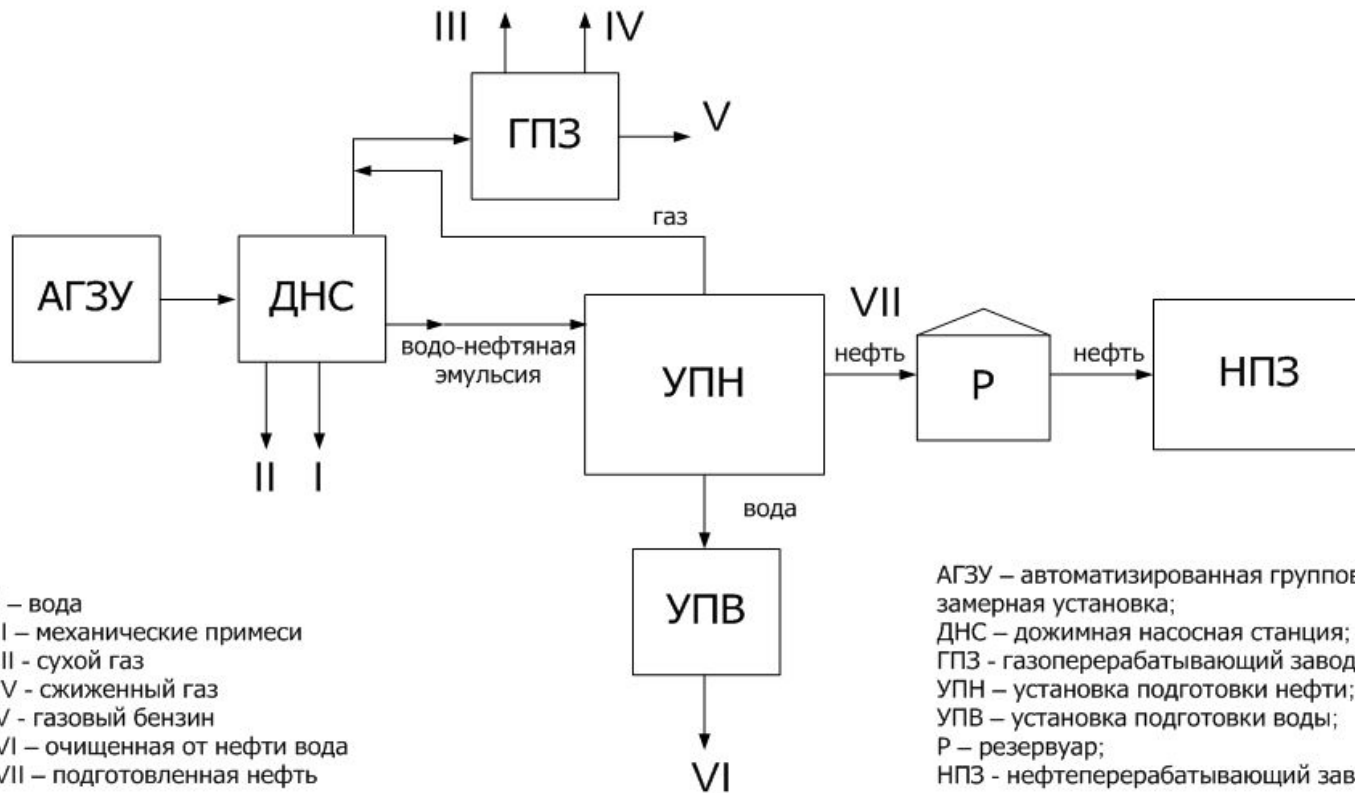 III
IV
ГПЗ
V
газ
АГЗУ
ДНС
водо-нефтяная
эмульсия
УПН
VII
нефть
Р
нефть
НПЗ
II
I
вода
УПВ
VI
– вода
I – механические примеси
II - сухой газ
V - сжиженный газ
V - газовый бензин
VI – очищенная от нефти вода
VII – подготовленная нефть
АГЗУ – автоматизированная группов
замерная установка;
ДНС – дожимная насосная станция;
ГПЗ - газоперерабатывающий завод
УПН – установка подготовки нефти;
УПВ – установка подготовки воды;
Р – резервуар;
НПЗ - нефтеперерабатывающий зав